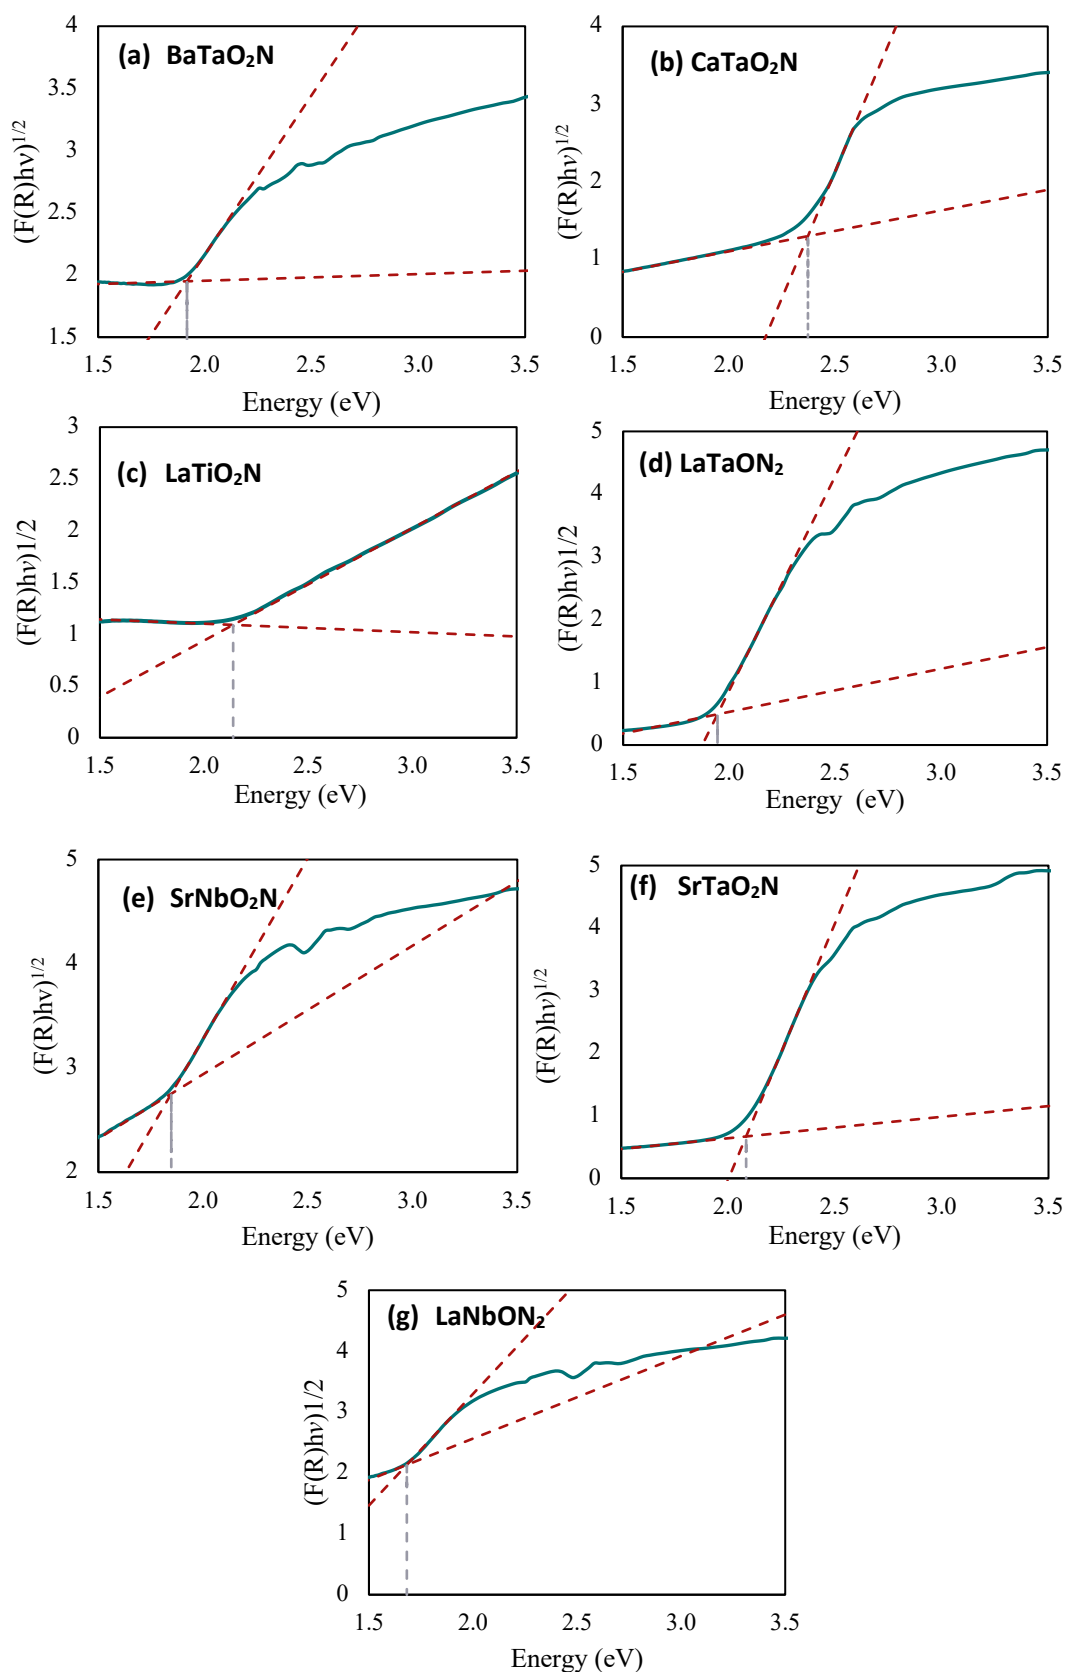 (a) BaTaO₂N
(F(R)hν)^1/2
4
3.5
3
2.5
2
1.5
1.5 2.0 2.5 3.0 3.5
Energy (eV)
(b) CaTaO₂N
(F(R)hν)^1/2
4
3
2
1
0
1.5 2.0 2.5 3.0 3.5
Energy (eV)
(c) LaTiO₂N
(F(R)hν)1/2
3
2.5
2
1.5
1
0.5
0
1.5 2.0 2.5 3.0 3.5
Energy (eV)
(d) LaTaON₂
(F(R)hν)1/2
5
4
3
2
1
0
1.5 2.0 2.5 3.0 3.5
Energy (eV)
(e) SrNbO₂N
(F(R)hν)^1/2
5
4
3
2
1.5 2.0 2.5 3.0 3.5
Energy (eV)
(f) SrTaO₂N
(F(R)hν)^1/2
5
4
3
2
1
0
1.5 2.0 2.5 3.0 3.5
Energy (eV)
(g) LaNbON₂
(F(R)hν)1/2
5
4
3
2
1
0
1.5 2.0 2.5 3.0 3.5
Energy (eV)